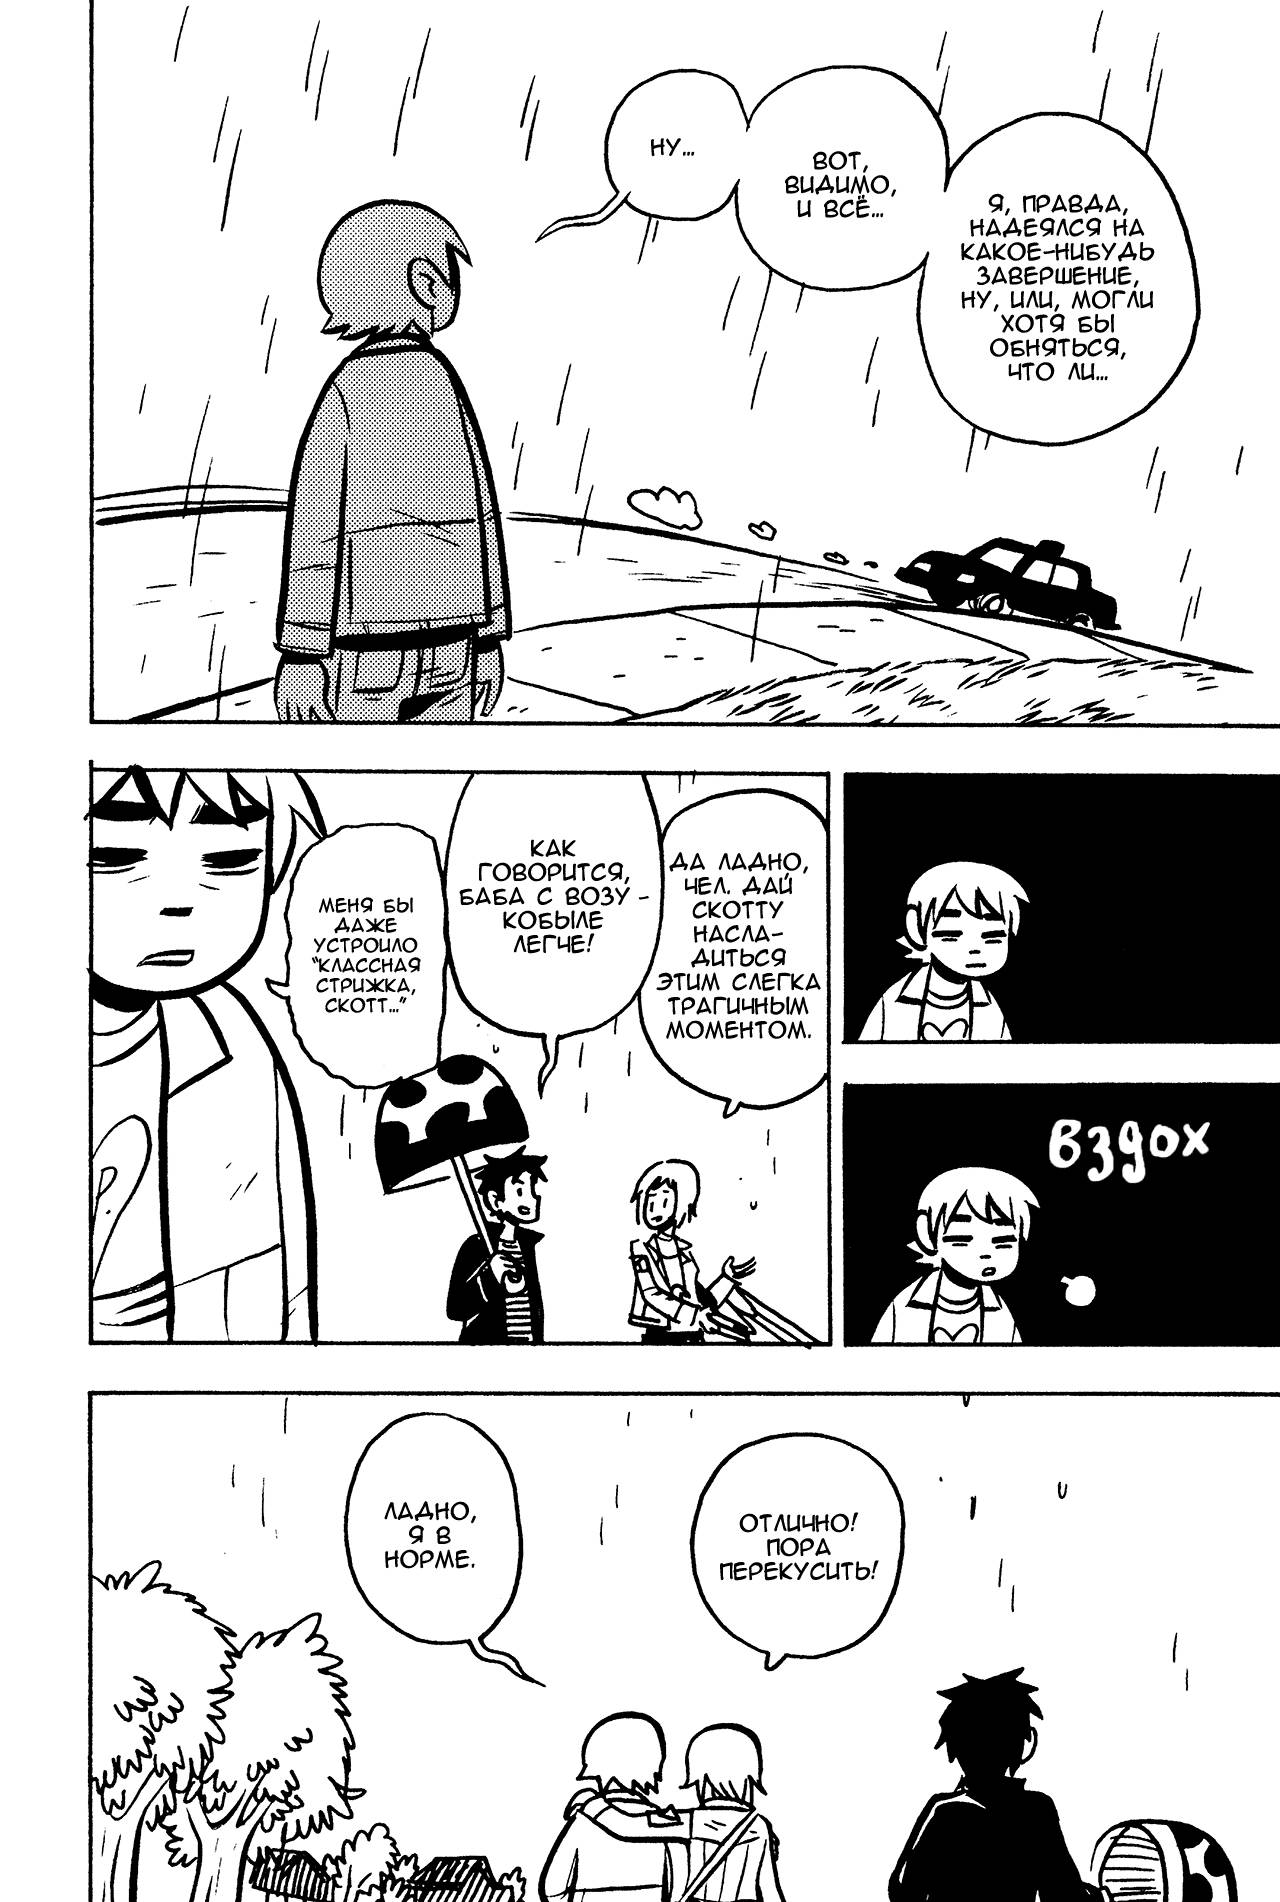 НУ...
ВОТ,
ВИДИМО,
И ВСЁ...
Я, ПРАВДА,
НАДЕЯЛСЯ НА
КАКОЕ-НИБУДЬ
ЗАВЕРШЕНИЕ,
НУ, ИЛИ, МОГЛИ
ХОТЯ БЫ
ОБНЯТЬСЯ,
ЧТО ЛИ...
МЕНЯ БЫ
ДАЖЕ
УСТРОИЛО
"КЛАССНАЯ
СТРИЖКА,
СКОТТ..."
КАК
ГОВОРИТСЯ,
БАБА С ВОЗУ -
КОБЫЛЕ
ЛЕГЧЕ!
ДА ЛАДНО,
ЧЕЛ. ДАЙ
СКОТТУ
НАСЛА-
ДИТЬСЯ
ЭТИМ СЛЕГКА
ТРАГИЧНЫМ
МОМЕНТОМ.
вздох
ЛАДНО,
Я В
НОРМЕ.
ОТЛИЧНО!
ПОРА
ПЕРЕКУСИТЬ!